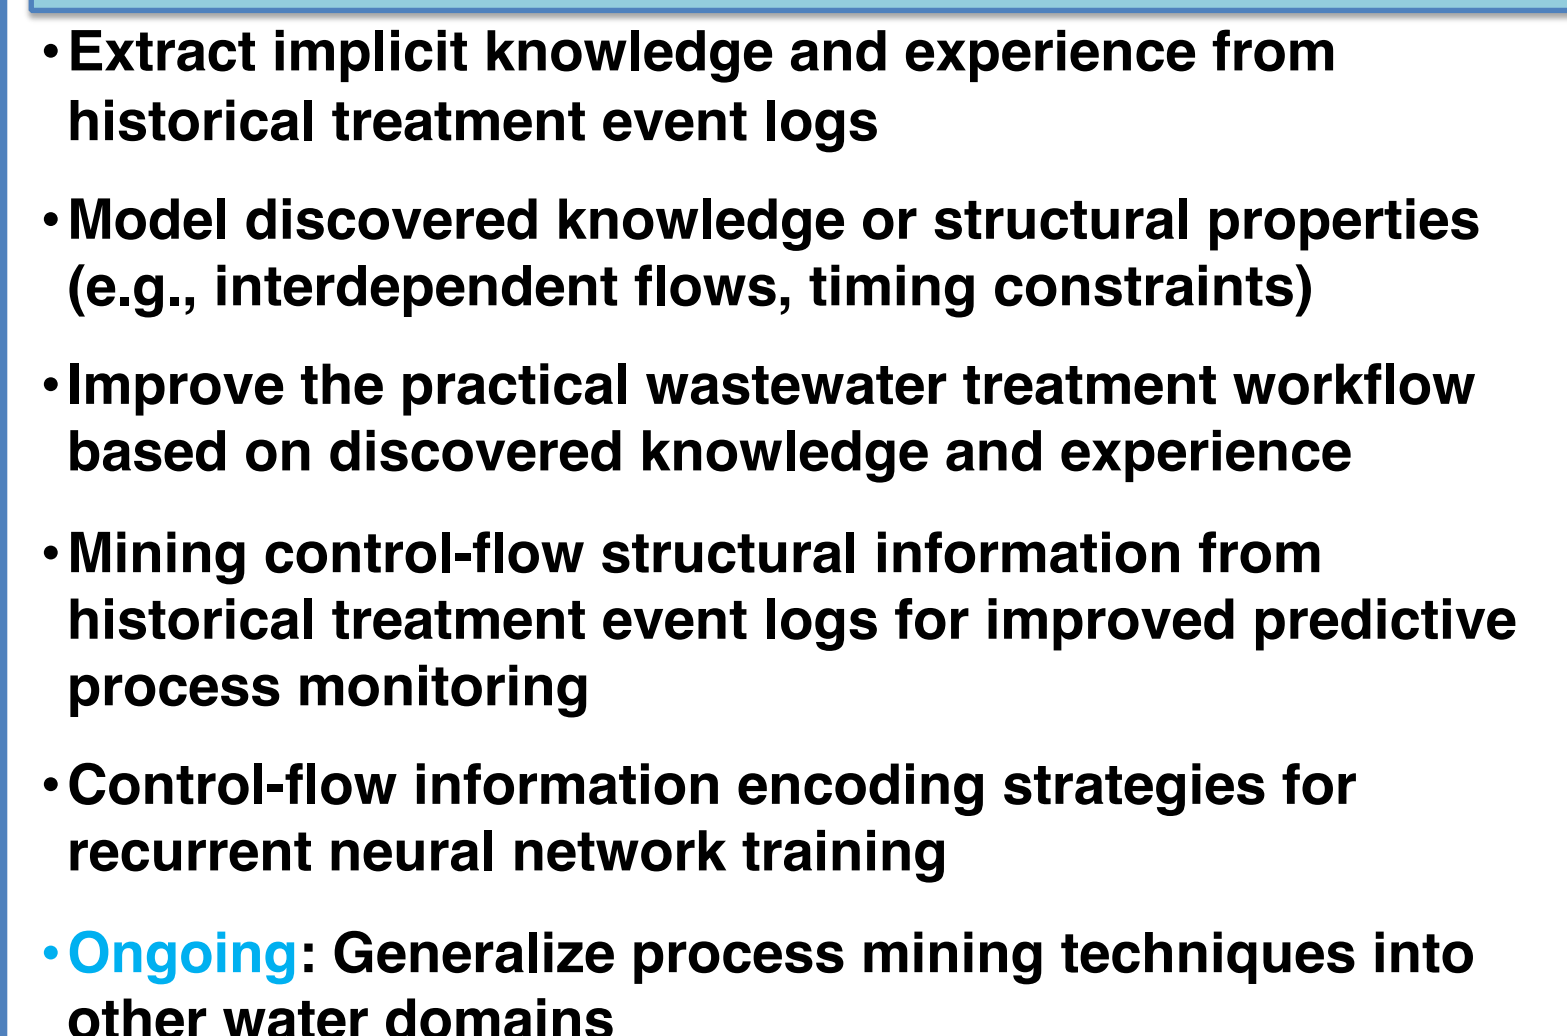 •Extract implicit knowledge and experience from
historical treatment event logs
•Model discovered knowledge or structural properties
(e.g., interdependent flows, timing constraints)
•Improve the practical wastewater treatment workflow
based on discovered knowledge and experience
•Mining control-flow structural information from
historical treatment event logs for improved predictive
process monitoring
•Control-flow information encoding strategies for
recurrent neural network training
•Ongoing: Generalize process mining techniques into
other water domains